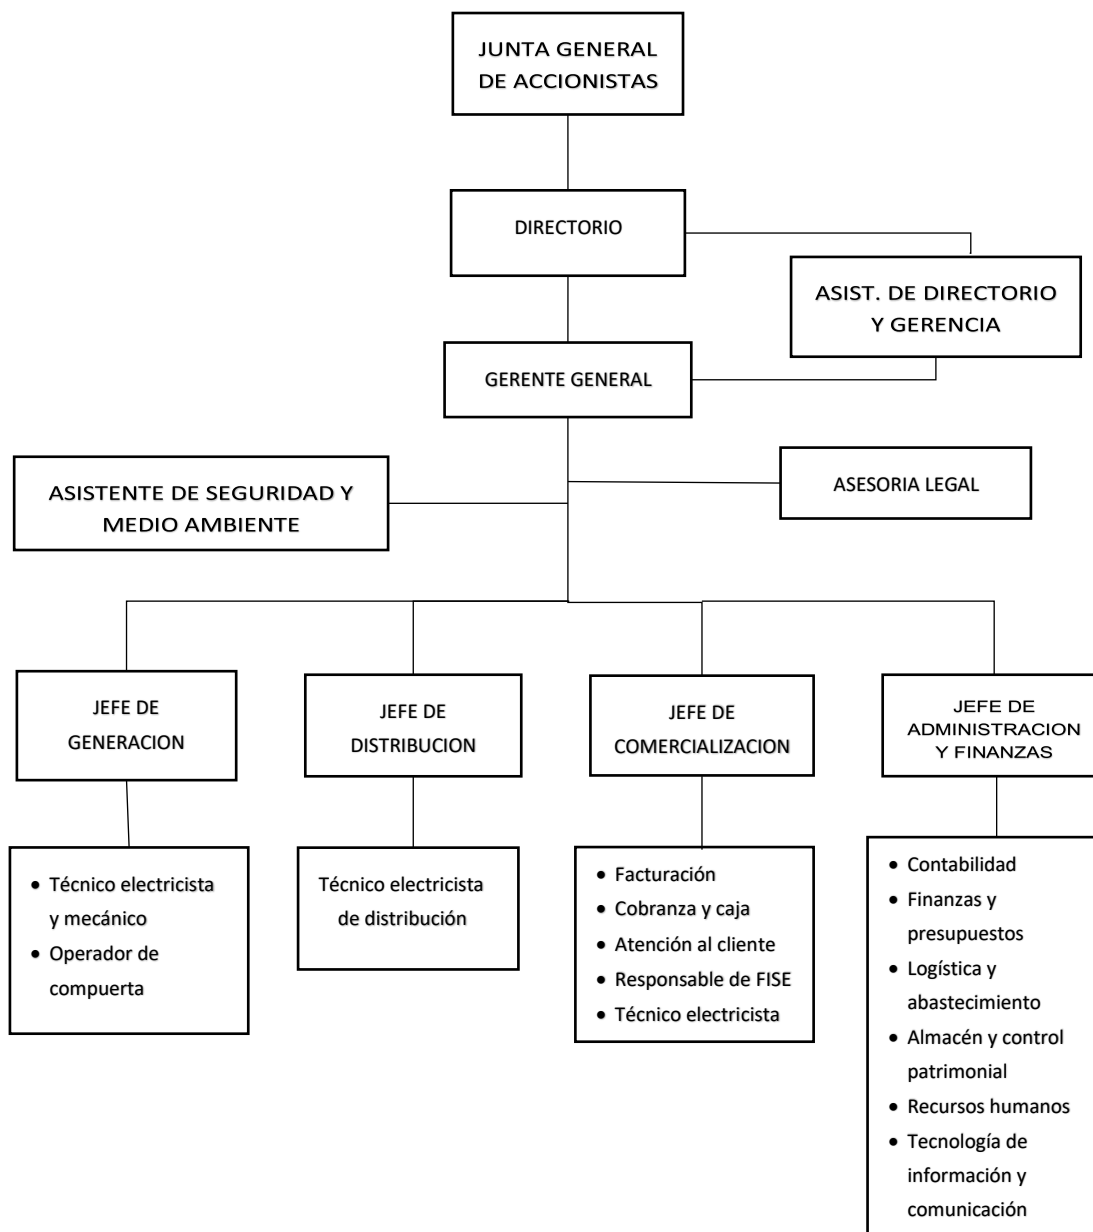 JUNTA GENERAL
DE ACCIONISTAS
DIRECTORIO
ASIST. DE DIRECTORIO
Y GERENCIA
GERENTE GENERAL
ASESORIA LEGAL
ASISTENTE DE SEGURIDAD Y
MEDIO AMBIENTE
JEFE DE
GENERACION
JEFE DE
DISTRIBUCION
JEFE DE
COMERCIALIZACION
JEFE DE
ADMINISTRACION
Y FINANZAS
• Técnico electricista
y mecánico
• Operador de
compuerta
Técnico electricista
de distribución
• Facturación
• Cobranza y caja
• Atención al cliente
• Responsable de FISE
• Técnico electricista
• Contabilidad
• Finanzas y
presupuestos
• Logística y
abastecimiento
• Almacén y control
patrimonial
• Recursos humanos
• Tecnología de
información y
comunicación